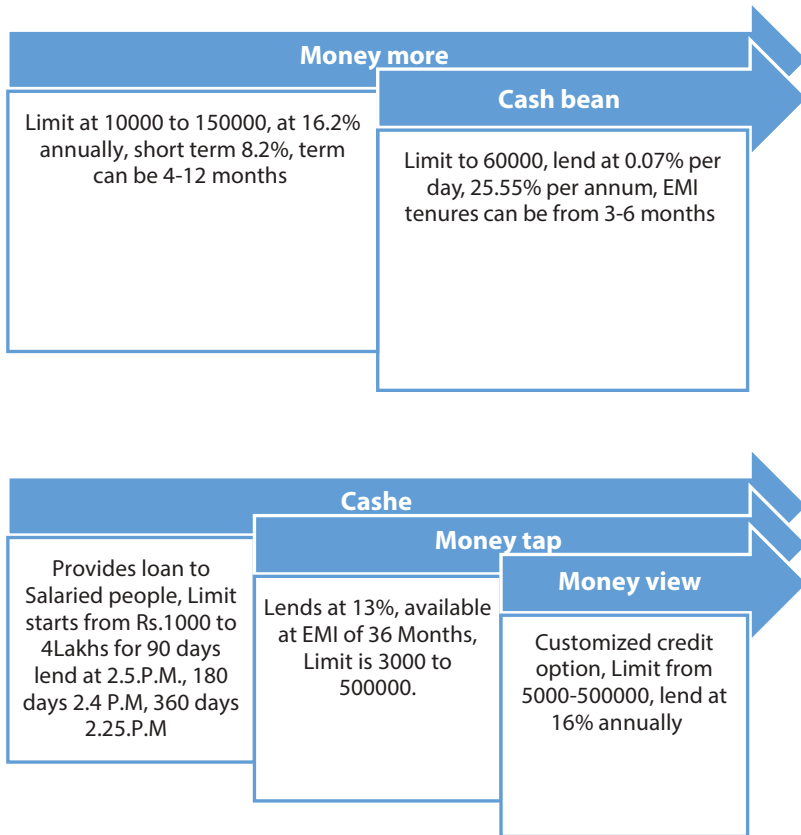 Money more
Limit at 10000 to 150000, at 16.2%
annually, short term 8.2%, term
can be 4-12 months
Cash bean
Limit to 60000, lend at 0.07% per
day, 25.55% per annum, EMI
tenures can be from 3-6 months
Cashe
Provides loan to
Salaried people, Limit
starts from Rs.1000 to
4Lakhs for 90 days
lend at 2.5.P.M., 180
days 2.4 P.M, 360 days
2.25.P.M
Money tap
Lends at 13%, available
at EMI of 36 Months,
Limit is 3000 to
500000.
Money view
Customized credit
option, Limit from
5000-500000, lend at
16% annually